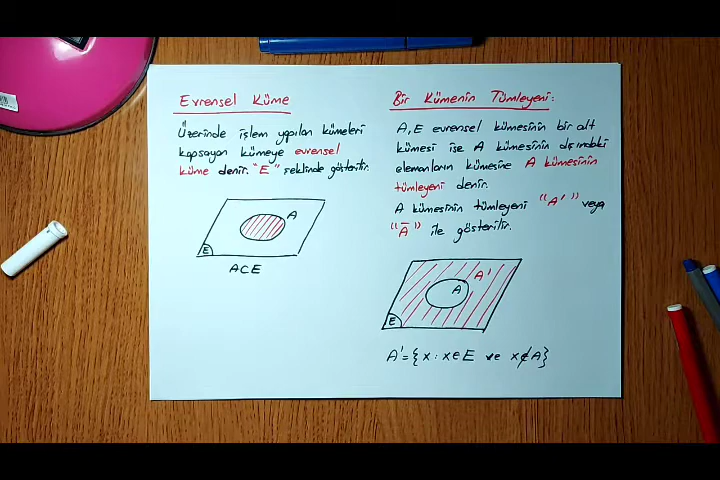 Evrensel Küme
Üzerinde işlem yapılan kümeleri
kapsayan kümeye evrensel
küme denir. "E" şeklinde gösterilir.
A
E
A⊂E
Bir Kümenin Tümleyeni:
A, E evrensel kümesinin bir alt
kümesi ise A kümesinin dışındaki
elemanların kümesine A kümesinin
tümleyeni denir.
A kümesinin tümleyeni "A'" veya
"Ā" ile gösterilir.
A'
A
E
A'={x: x∈E ve x∉A}